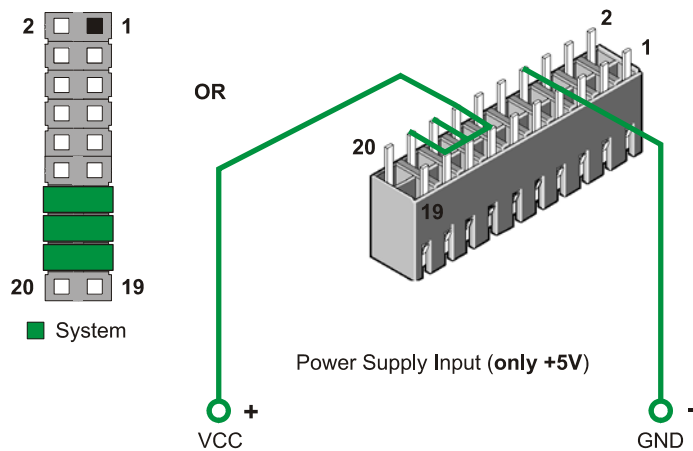 2 1
OR
2
1
20
19
20 19
System
Power Supply Input (only +5V)
+
-
VCC
GND